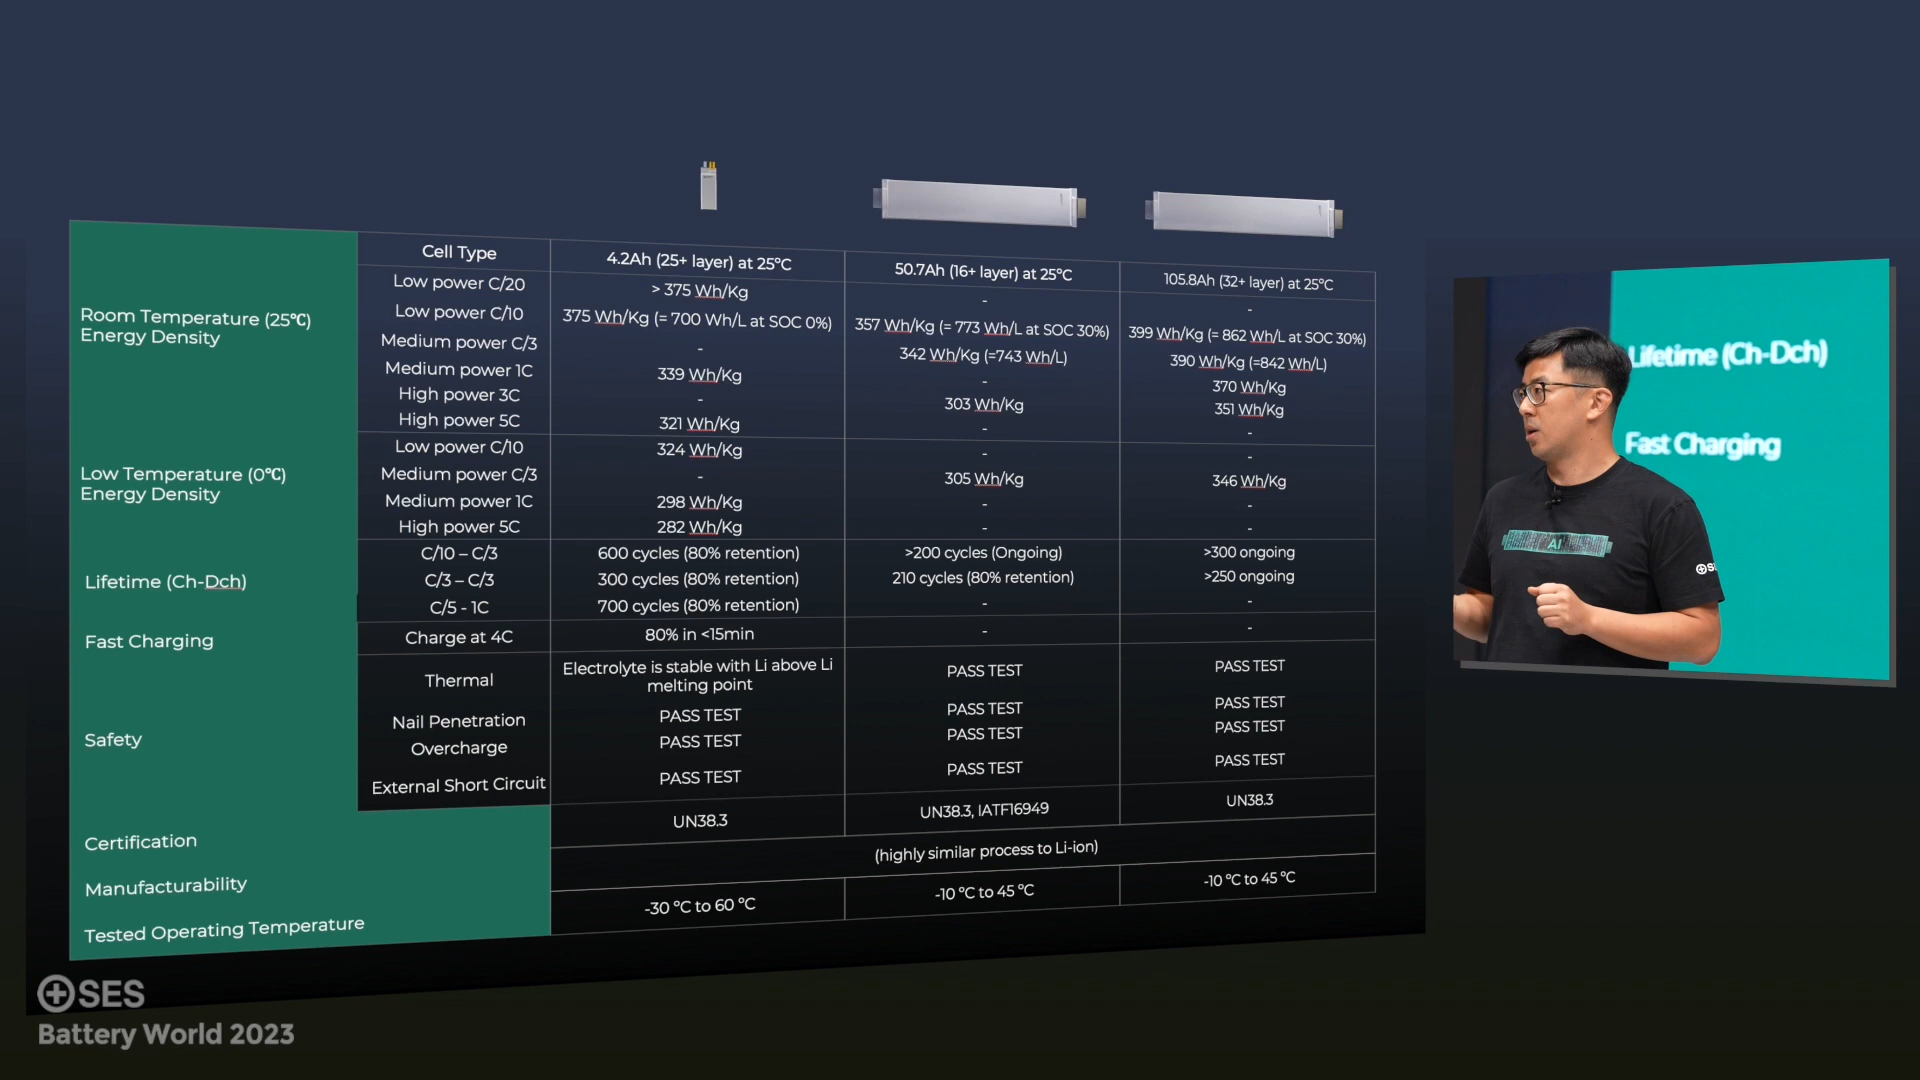 Cell Type
4.2Ah (25+ layer) at 25°C
50.7Ah (16+ layer) at 25°C
105.8Ah (32+ layer) at 25°C
Room Temperature (25℃)
Energy Density
Low power C/20
> 375 Wh/Kg
-
-
Low power C/10
375 Wh/Kg (= 700 Wh/L at SOC 0%)
357 Wh/Kg (= 773 Wh/L at SOC 30%)
399 Wh/Kg (= 862 Wh/L at SOC 30%)
Medium power C/3
-
342 Wh/Kg (=743 Wh/L)
390 Wh/Kg (=842 Wh/L)
Medium power 1C
339 Wh/Kg
-
370 Wh/Kg
High power 3C
-
303 Wh/Kg
351 Wh/Kg
High power 5C
321 Wh/Kg
-
-
Low Temperature (0℃)
Energy Density
Low power C/10
324 Wh/Kg
-
-
Medium power C/3
-
305 Wh/Kg
346 Wh/Kg
Medium power 1C
298 Wh/Kg
-
-
High power 5C
282 Wh/Kg
-
-
Lifetime (Ch-Dch)
C/10 – C/3
600 cycles (80% retention)
>200 cycles (Ongoing)
>300 ongoing
C/3 – C/3
300 cycles (80% retention)
210 cycles (80% retention)
>250 ongoing
C/5 - 1C
700 cycles (80% retention)
-
-
Fast Charging
Charge at 4C
80% in <15min
-
-
Safety
Thermal
Electrolyte is stable with Li above Li
melting point
PASS TEST
PASS TEST
Nail Penetration
PASS TEST
PASS TEST
PASS TEST
Overcharge
PASS TEST
PASS TEST
PASS TEST
External Short Circuit
PASS TEST
PASS TEST
PASS TEST
Certification
UN38.3
UN38.3, IATF16949
UN38.3
Manufacturability
(highly similar process to Li-ion)
Tested Operating Temperature
-30 °C to 60 °C
-10 °C to 45 °C
-10 °C to 45 °C
Lifetime (Ch-Dch)
Fast Charging
AI
SES
Battery World 2023